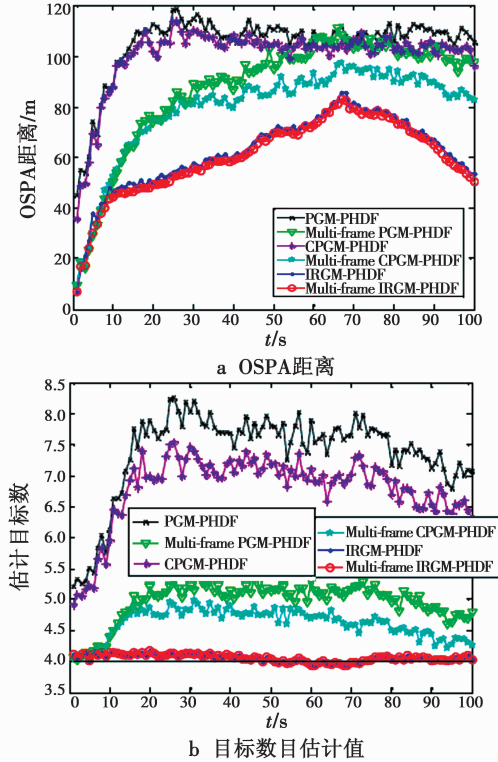 120
100
80
60
40
20
0
OSPA距离/m
PGM-PHDF
Multi-frame PGM-PHDF
CPGM-PHDF
Multi-frame CPGM-PHDF
IRGM-PHDF
Multi-frame IRGM-PHDF
0 10 20 30 40 50 60 70 80 90 100
t/s
a OSPA距离
8.5
8.0
7.5
7.0
6.5
6.0
5.5
5.0
4.5
4.0
3.5
估计目标数
PGM-PHDF
Multi-frame PGM-PHDF
CPGM-PHDF
Multi-frame CPGM-PHDF
IRGM-PHDF
Multi-frame IRGM-PHDF
0 10 20 30 40 50 60 70 80 90 100
t/s
b 目标数目估计值